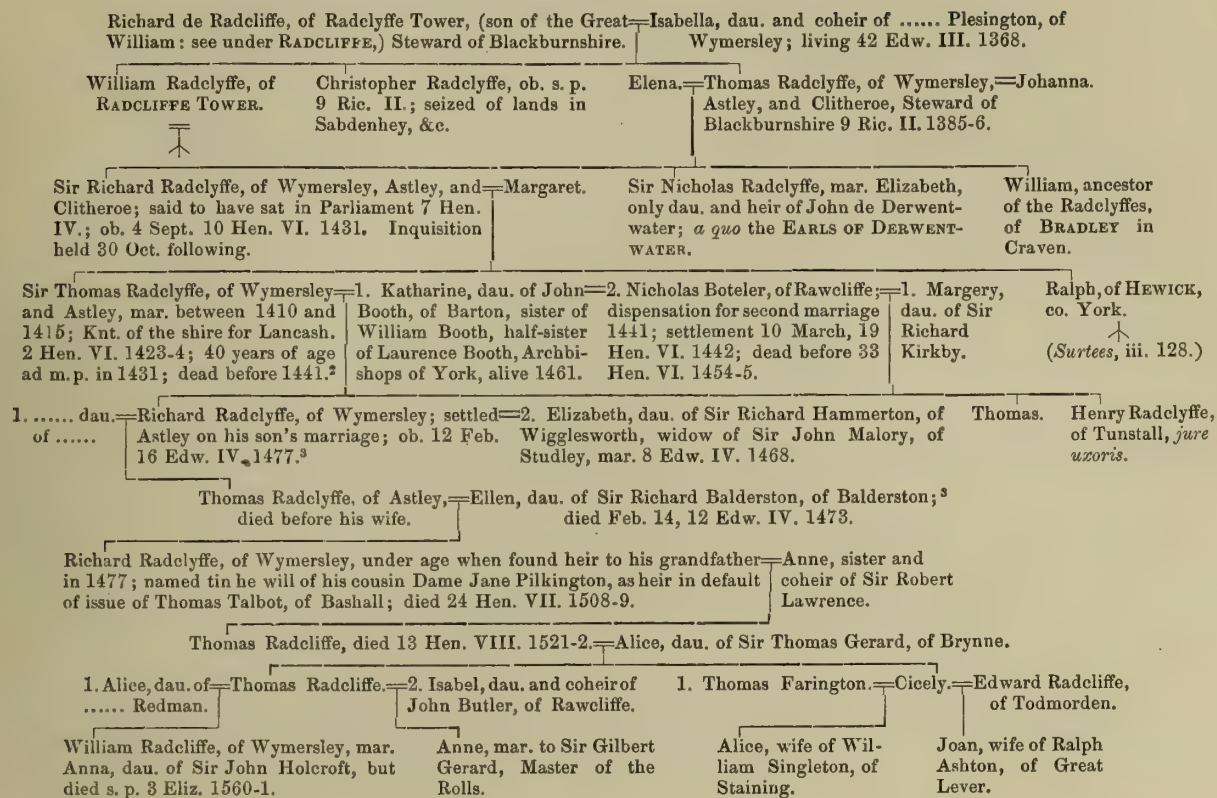 Richard de Radcliffe, of Radclyffe Tower, (son of the Great
William: see under RADCLIFFE,) Steward of Blackburnshire.
Isabella, dau. and coheir of ...... Plesington, of
Wymersley; living 42 Edw. III. 1368.
William Radclyffe, of
RADCLIFFE TOWER.
Christopher Radclyffe, ob. s. p.
9 Ric. II.; seized of lands in
Sabdenhey, &c.
Elena.
Thomas Radclyffe, of Wymersley,
Astley, and Clitheroe, Steward of
Blackburnshire 9 Ric. II. 1385-6.
Johanna.
Sir Richard Radclyffe, of Wymersley, Astley, and
Clitheroe; said to have sat in Parliament 7 Hen.
IV.; ob. 4 Sept. 10 Hen. VI. 1431. Inquisition
held 30 Oct. following.
Margaret.
Sir Nicholas Radclyffe, mar. Elizabeth,
only dau. and heir of John de Derwent-
water; a quo the EARLS OF DERWENT-
WATER.
William, ancestor
of the Radclyffes,
of BRADLEY in
Craven.
Sir Thomas Radclyffe, of Wymersley
and Astley, mar. between 1410 and
1415; Knt. of the shire for Lancash.
2 Hen. VI. 1423-4; 40 years of age
ad m.p. in 1431; dead before 1441.²
1. Katharine, dau. of John
Booth, of Barton, sister of
William Booth, half-sister
of Laurence Booth, Archbi-
shops of York, alive 1461.
2. Nicholas Boteler, of Rawcliffe;
dispensation for second marriage
1441; settlement 10 March, 19
Hen. VI. 1442; dead before 33
Hen. VI. 1454-5.
1. Margery,
dau. of Sir
Richard
Kirkby.
Ralph, of HEWICK,
co. York.
(Surtees, iii. 128.)
1. ...... dau.
of ......
Richard Radclyffe, of Wymersley; settled
Astley on his son's marriage; ob. 12 Feb.
16 Edw. IV. 1477.³
2. Elizabeth, dau. of Sir Richard Hammerton, of
Wigglesworth, widow of Sir John Malory, of
Studley, mar. 8 Edw. IV. 1468.
Thomas.
Henry Radclyffe,
of Tunstall, jure
uxoris.
Thomas Radclyffe, of Astley,
died before his wife.
Ellen, dau. of Sir Richard Balderston, of Balderston;³
died Feb. 14, 12 Edw. IV. 1473.
Richard Radclyffe, of Wymersley, under age when found heir to his grandfather
in 1477; named tin he will of his cousin Dame Jane Pilkington, as heir in default
of issue of Thomas Talbot, of Bashall; died 24 Hen. VII. 1508-9.
Anne, sister and
coheir of Sir Robert
Lawrence.
Thomas Radcliffe, died 13 Hen. VIII. 1521-2.
Alice, dau. of Sir Thomas Gerard, of Brynne.
1. Alice, dau. of
...... Redman.
Thomas Radcliffe.
2. Isabel, dau. and coheir of
John Butler, of Rawcliffe.
1. Thomas Farington.
Cicely.
Edward Radcliffe,
of Todmorden.
William Radcliffe, of Wymersley, mar.
Anna, dau. of Sir John Holcroft, but
died s. p. 3 Eliz. 1560-1.
Anne, mar. to Sir Gilbert
Gerard, Master of the
Rolls.
Alice, wife of Wil-
liam Singleton, of
Staining.
Joan, wife of Ralph
Ashton, of Great
Lever.